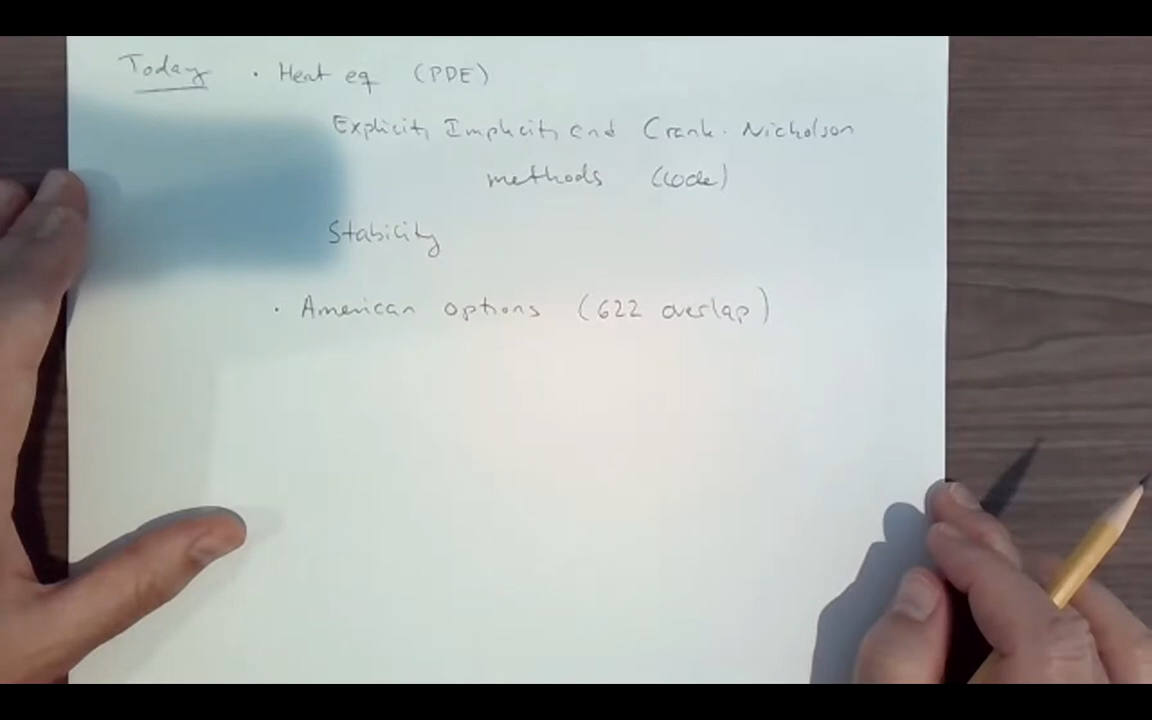 Today • Heat eq (PDE)
Explicit, Implicit, and Crank-Nicholson
methods (code)
Stability
• American options (622 overlap)